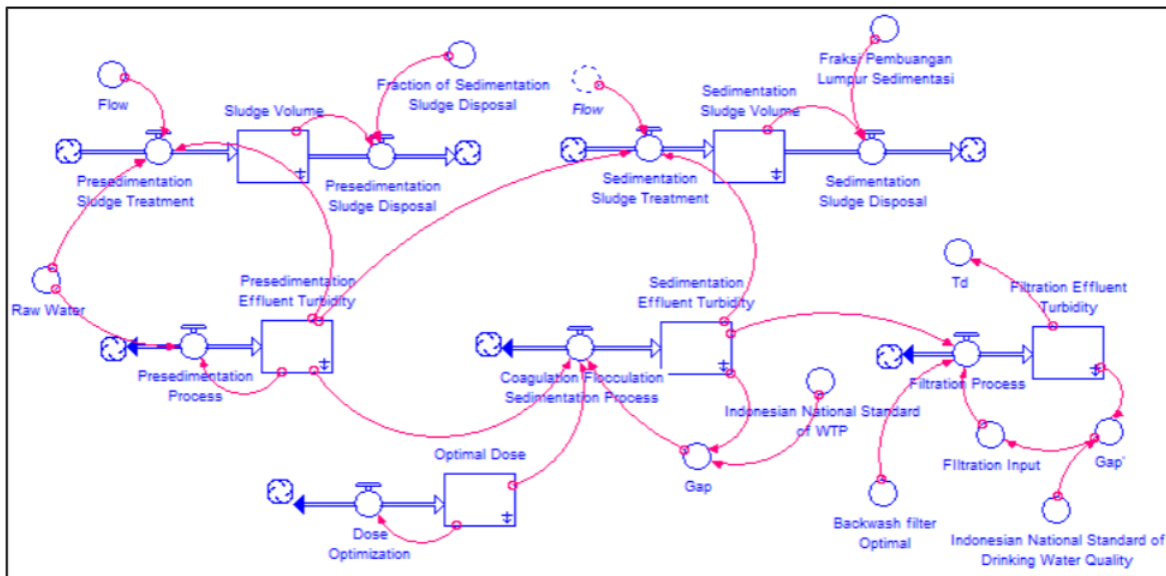 Flow
Fraction of Sedimentation
Sludge Disposal
Sludge Volume
Presedimentation
Sludge Treatment
Presedimentation
Sludge Disposal
Flow
Sedimentation
Sludge Volume
Fraksi Pembuangan
Lumpur Sedimentasi
Sedimentation
Sludge Treatment
Sedimentation
Sludge Disposal
Raw Water
Presedimentation
Effluent Turbidity
Presedimentation
Process
Sedimentation
Effluent Turbidity
Coagulation Flocculation
Sedimentation Process
Td
Filtration Effluent
Turbidity
Filtration Process
Indonesian National Standard
of WTP
Optimal Dose
Dose
Optimization
Gap
FIltration Input
Gap'
Backwash filter
Optimal
Indonesian National Standard of
Drinking Water Quality